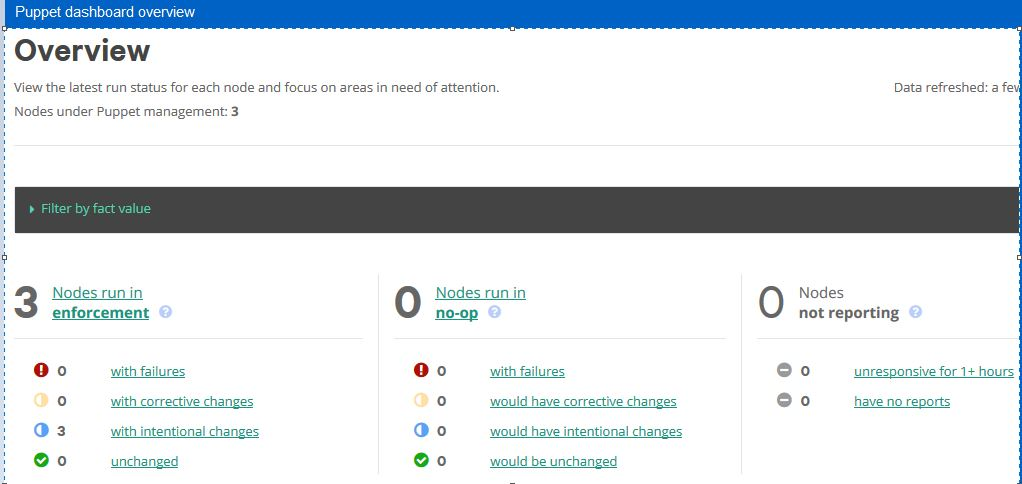 Puppet dashboard overview
Overview
View the latest run status for each node and focus on areas in need of attention.
Data refreshed: a few
Nodes under Puppet management: 3
Filter by fact value
3 Nodes run in
enforcement ?
0 with failures
0 with corrective changes
3 with intentional changes
0 unchanged
0 Nodes run in
no-op ?
0 with failures
0 would have corrective changes
0 would have intentional changes
0 would be unchanged
0 Nodes
not reporting ?
0 unresponsive for 1+ hours
0 have no reports